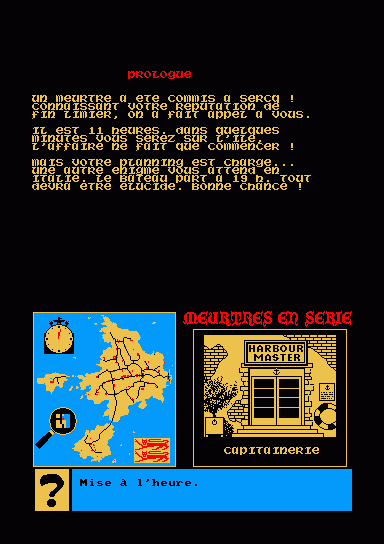 PROLOGUE
UN MEURTRE A ETE COMMIS A SERCQ !
CONNAISSANT VOTRE REPUTATION DE
FIN LIMIER, ON A FAIT APPEL A VOUS.
IL EST 11 HEURES. DANS QUELQUES
MINUTES VOUS SEREZ SUR L'ILE.
L'AFFAIRE NE FAIT QUE COMMENCER !
MAIS VOTRE PLANNING EST CHARGE...
UNE AUTRE ENIGME VOUS ATTEND EN
ITALIE. LE BATEAU PART A 19 H. TOUT
DEVRA ETRE ELUCIDE. BONNE CHANCE !
MEURTRES EN SERIE
HARBOUR
MASTER
CAPITAINERIE
?
Mise à l'heure.